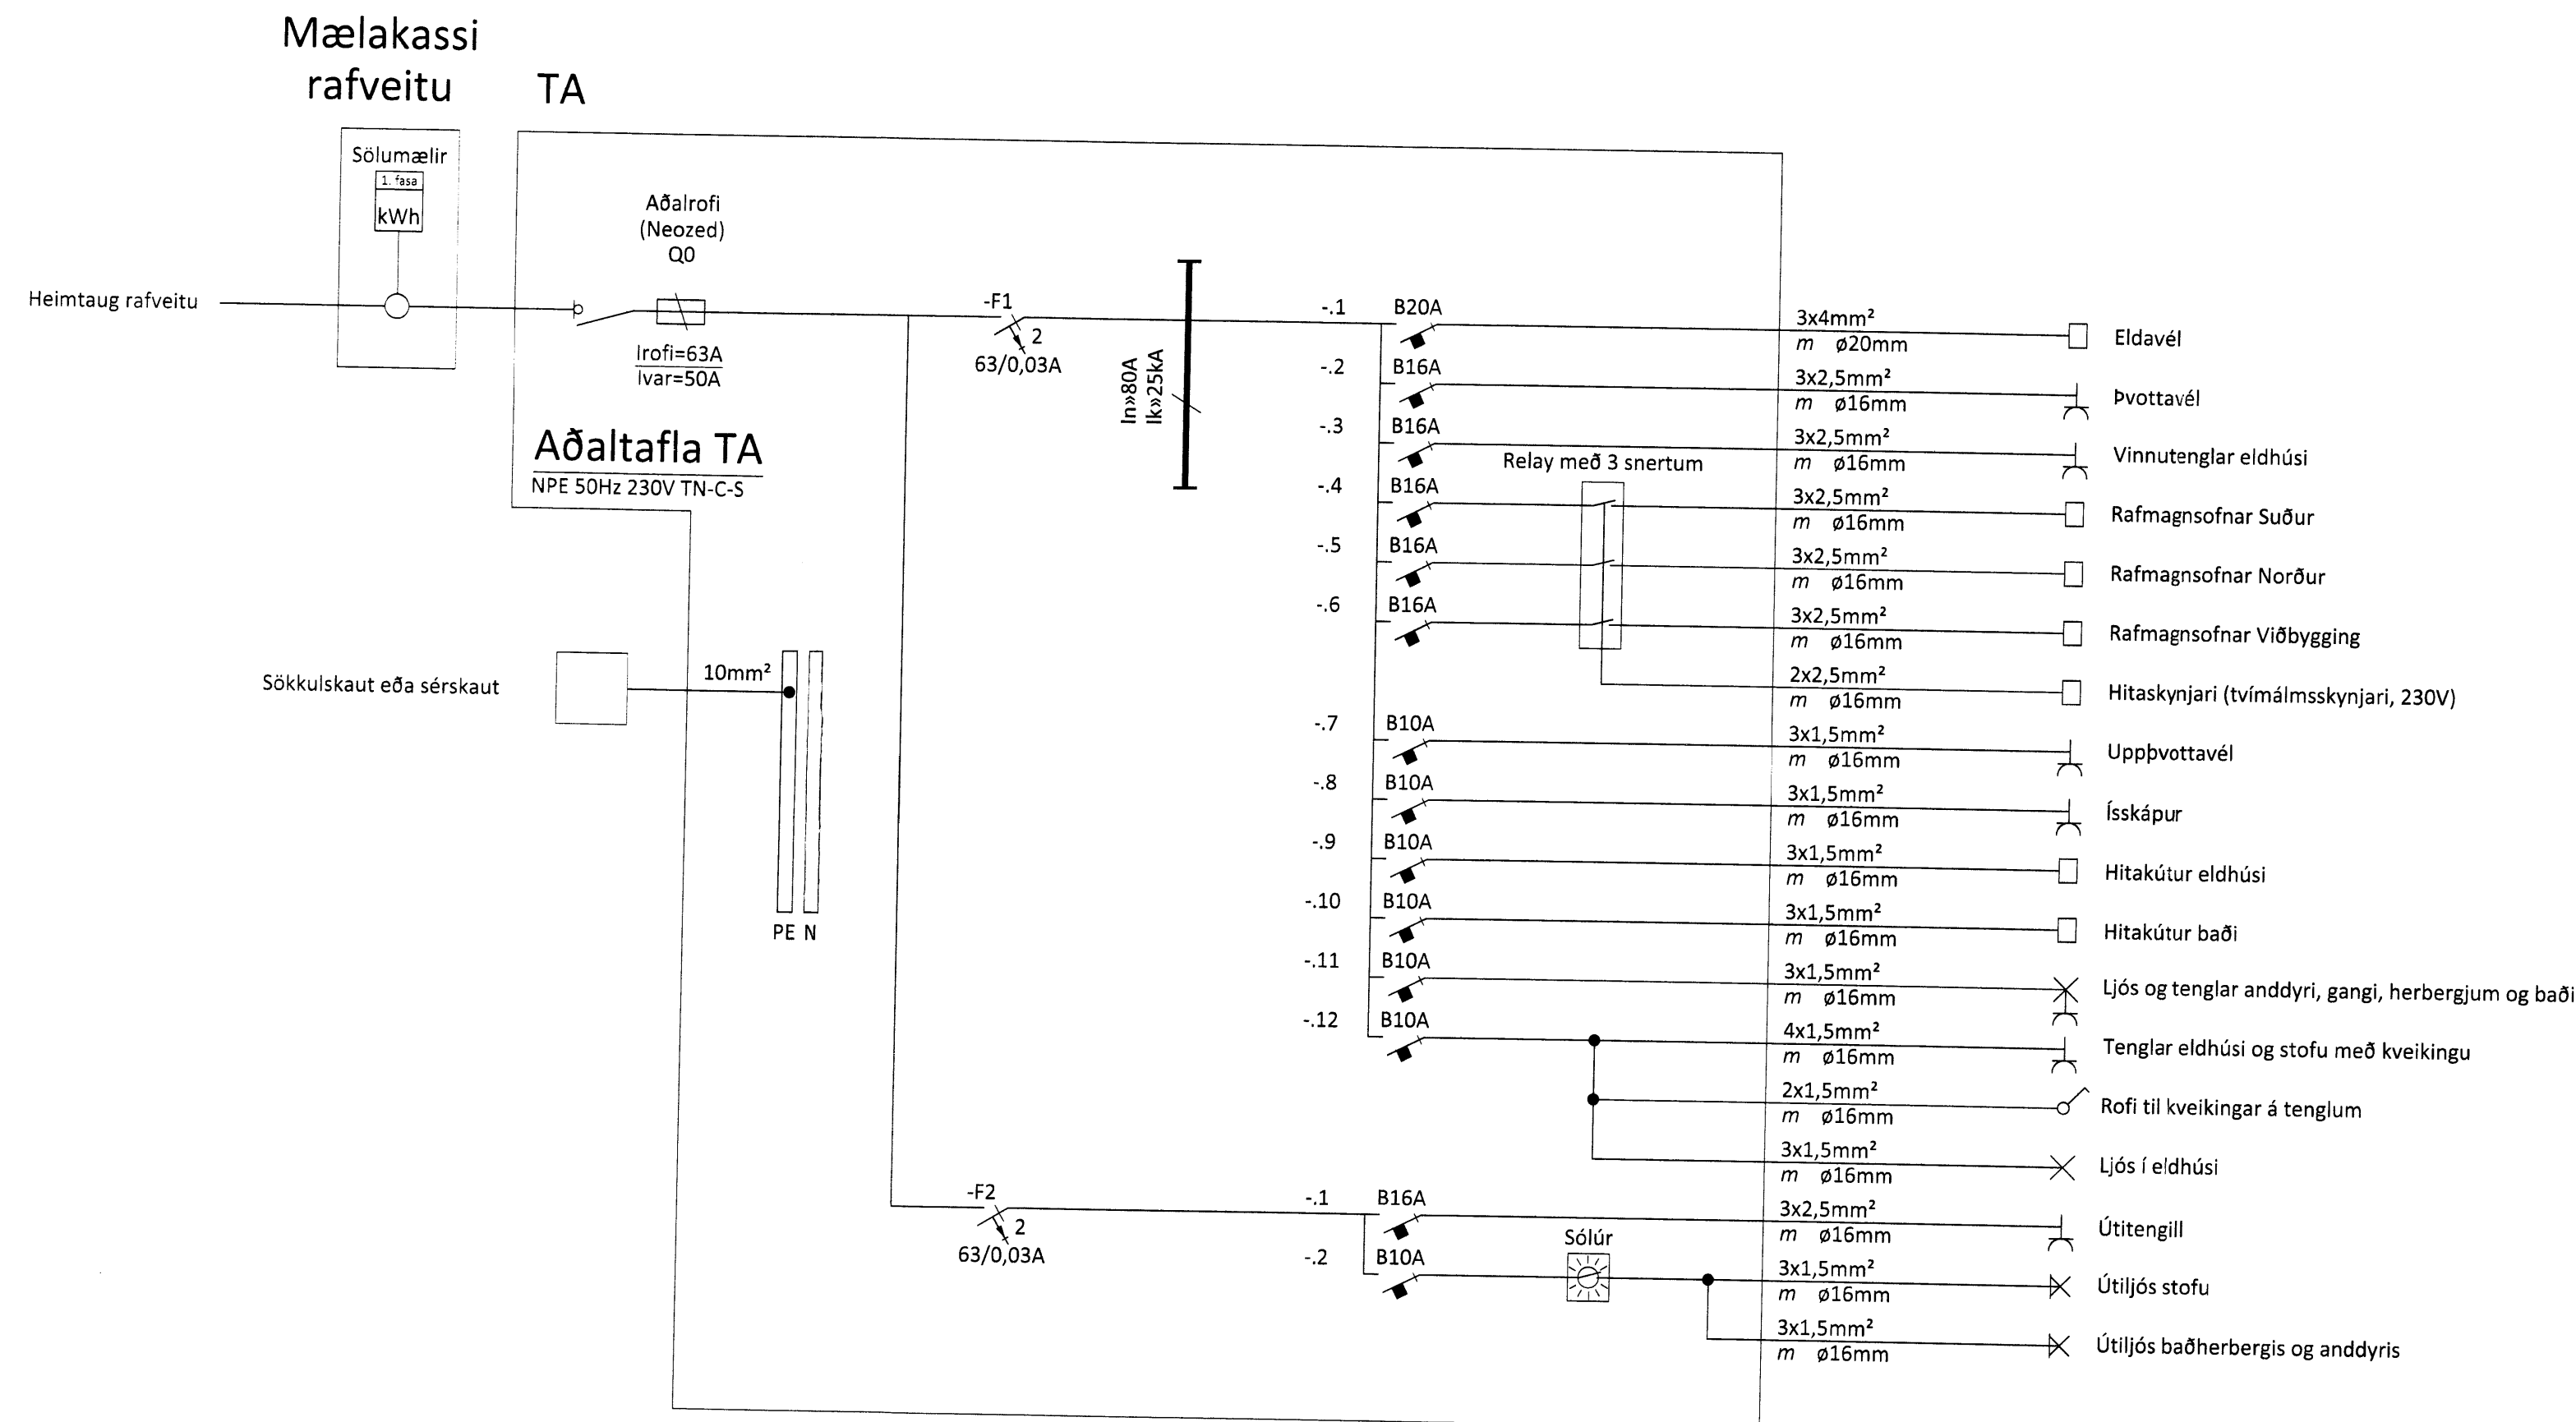 Mælakassi
rafveitu
TA
Sölumælir
1. fasa
kWh
Heimtaug rafveitu
Aðalrofi
(Neozed)
Q0
Irofi=63A
Ivar=50A
Aðaltafla TA
NPE 50Hz 230V TN-C-S
Sökkulskaut eða sérskaut
10mm²
PE N
-F1
2
63/0,03A
In»80A
Ik»25kA
-.1 B20A
3x4mm²
m ø20mm
Eldavél
-.2 B16A
3x2,5mm²
m ø16mm
Þvottavél
-.3 B16A
3x2,5mm²
m ø16mm
Vinnutenglar eldhúsi
Relay með 3 snertum
-.4 B16A
3x2,5mm²
m ø16mm
Rafmagnsofnar Suður
-.5 B16A
3x2,5mm²
m ø16mm
Rafmagnsofnar Norður
-.6 B16A
3x2,5mm²
m ø16mm
Rafmagnsofnar Viðbygging
2x2,5mm²
m ø16mm
Hitaskynjari (tvímálmsskynjari, 230V)
-.7 B10A
3x1,5mm²
m ø16mm
Uppþvottavél
-.8 B10A
3x1,5mm²
m ø16mm
Ísskápur
-.9 B10A
3x1,5mm²
m ø16mm
Hitakútur eldhúsi
-.10 B10A
3x1,5mm²
m ø16mm
Hitakútur baði
-.11 B10A
3x1,5mm²
m ø16mm
Ljós og tenglar anddyri, gangi, herbergjum og baði
-.12 B10A
4x1,5mm²
m ø16mm
Tenglar eldhúsi og stofu með kveikingu
2x1,5mm²
m ø16mm
Rofi til kveikingar á tenglum
3x1,5mm²
m ø16mm
Ljós í eldhúsi
-F2
2
63/0,03A
-.1 B16A
3x2,5mm²
m ø16mm
Útitengill
-.2 B10A
Sólúr
3x1,5mm²
m ø16mm
Útiljós stofu
3x1,5mm²
m ø16mm
Útiljós baðherbergis og anddyris